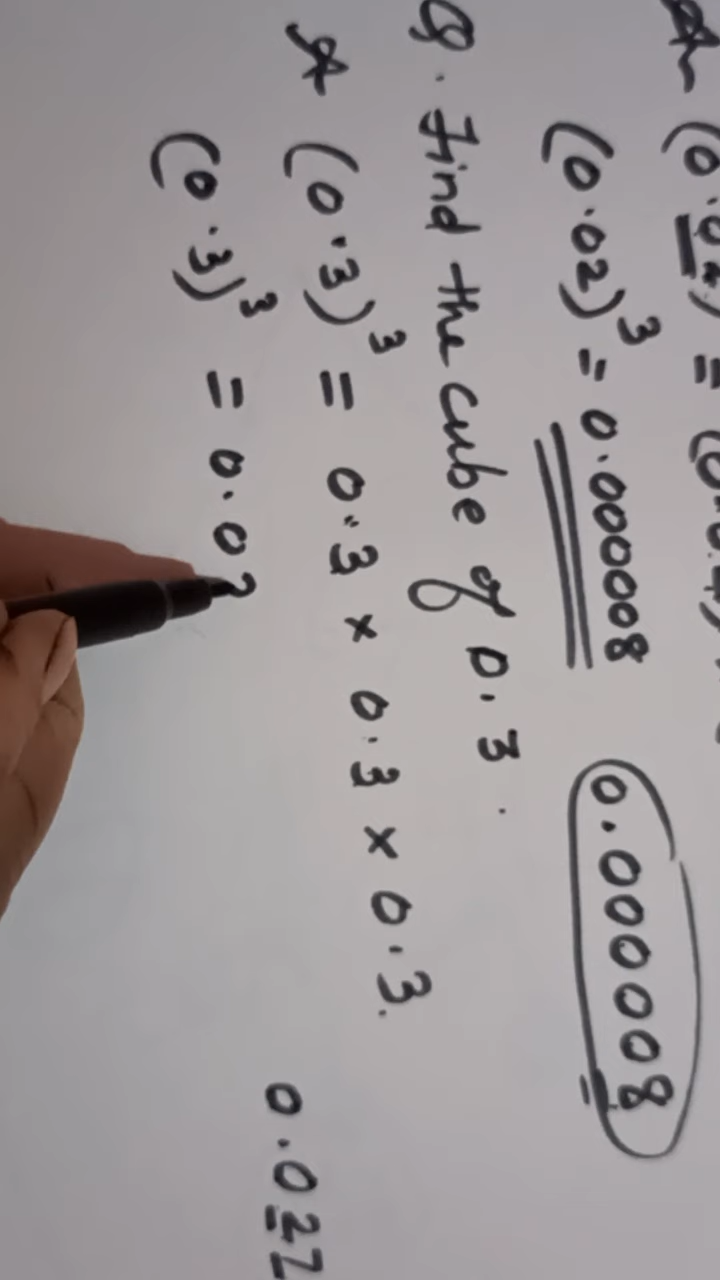 (0.02)³ = 0.000008
0.000008
Q. Find the cube of 0.3.
(0.3)³ = 0.3 × 0.3 × 0.3.
(0.3)³ = 0.02
0.027